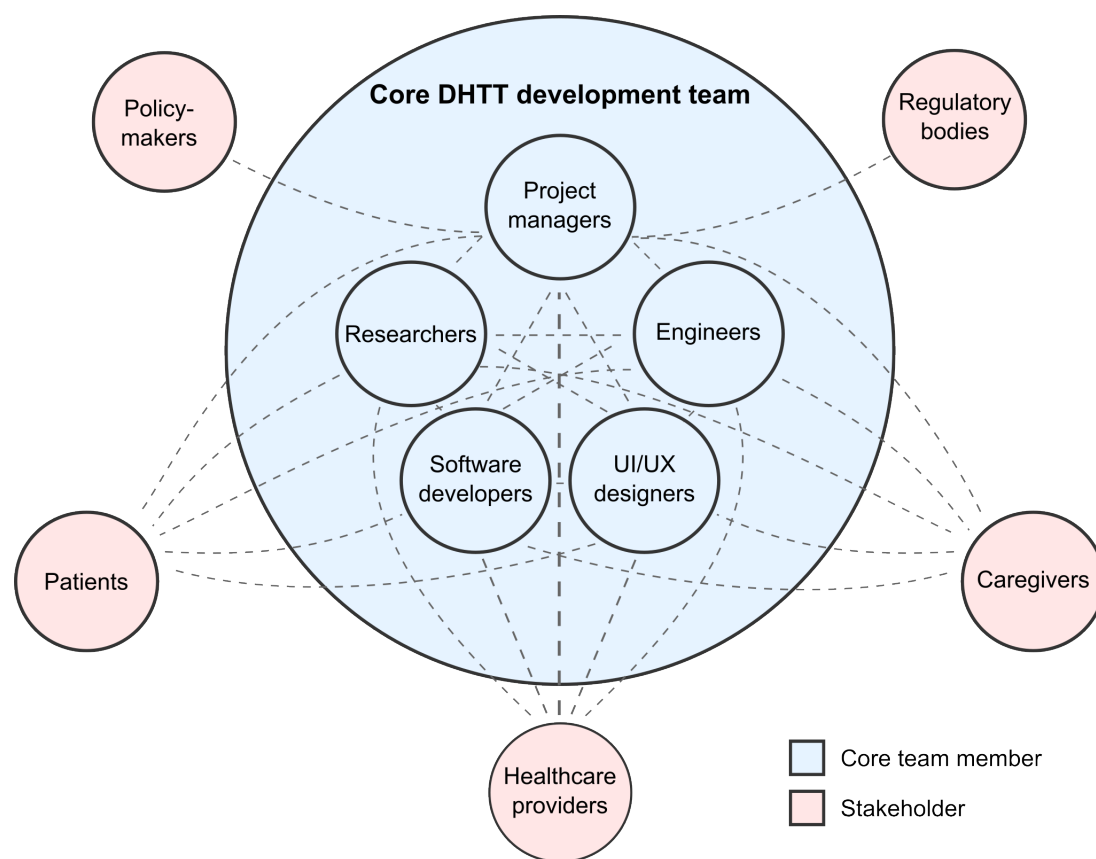 Core DHTT development team
Policy-
makers
Regulatory
bodies
Project
managers
Researchers
Engineers
Software
developers
UI/UX
designers
Patients
Caregivers
Healthcare
providers
Core team member
Stakeholder